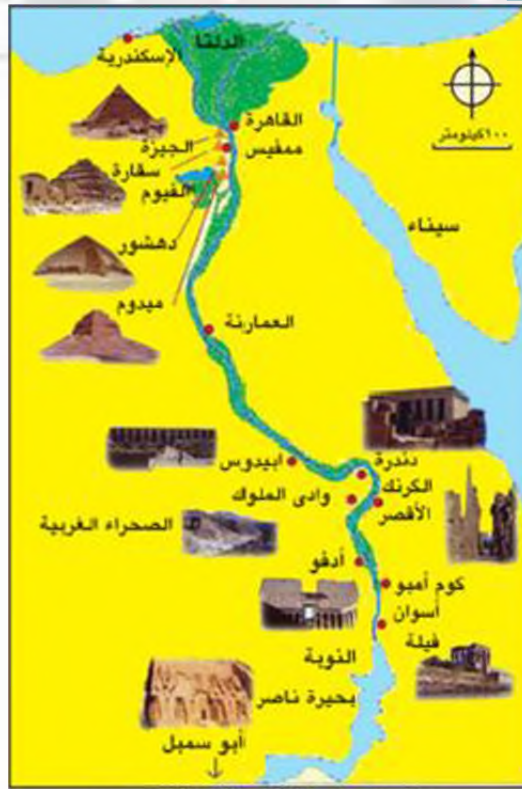 الدلتا
الإسكندرية
القاهرة
١٠٠كيلومتر
الجيزة
ممفيس
سقارة
الفيوم
سيناء
دهشور
ميدوم
العمارنة
دندرة
ابيدوس
الكرنك
وادى الملوك
الأقصر
الصحراء الغربية
أدفو
كوم أمبو
أسوان
فيلة
النوبة
بحيرة ناصر
أبو سمبل